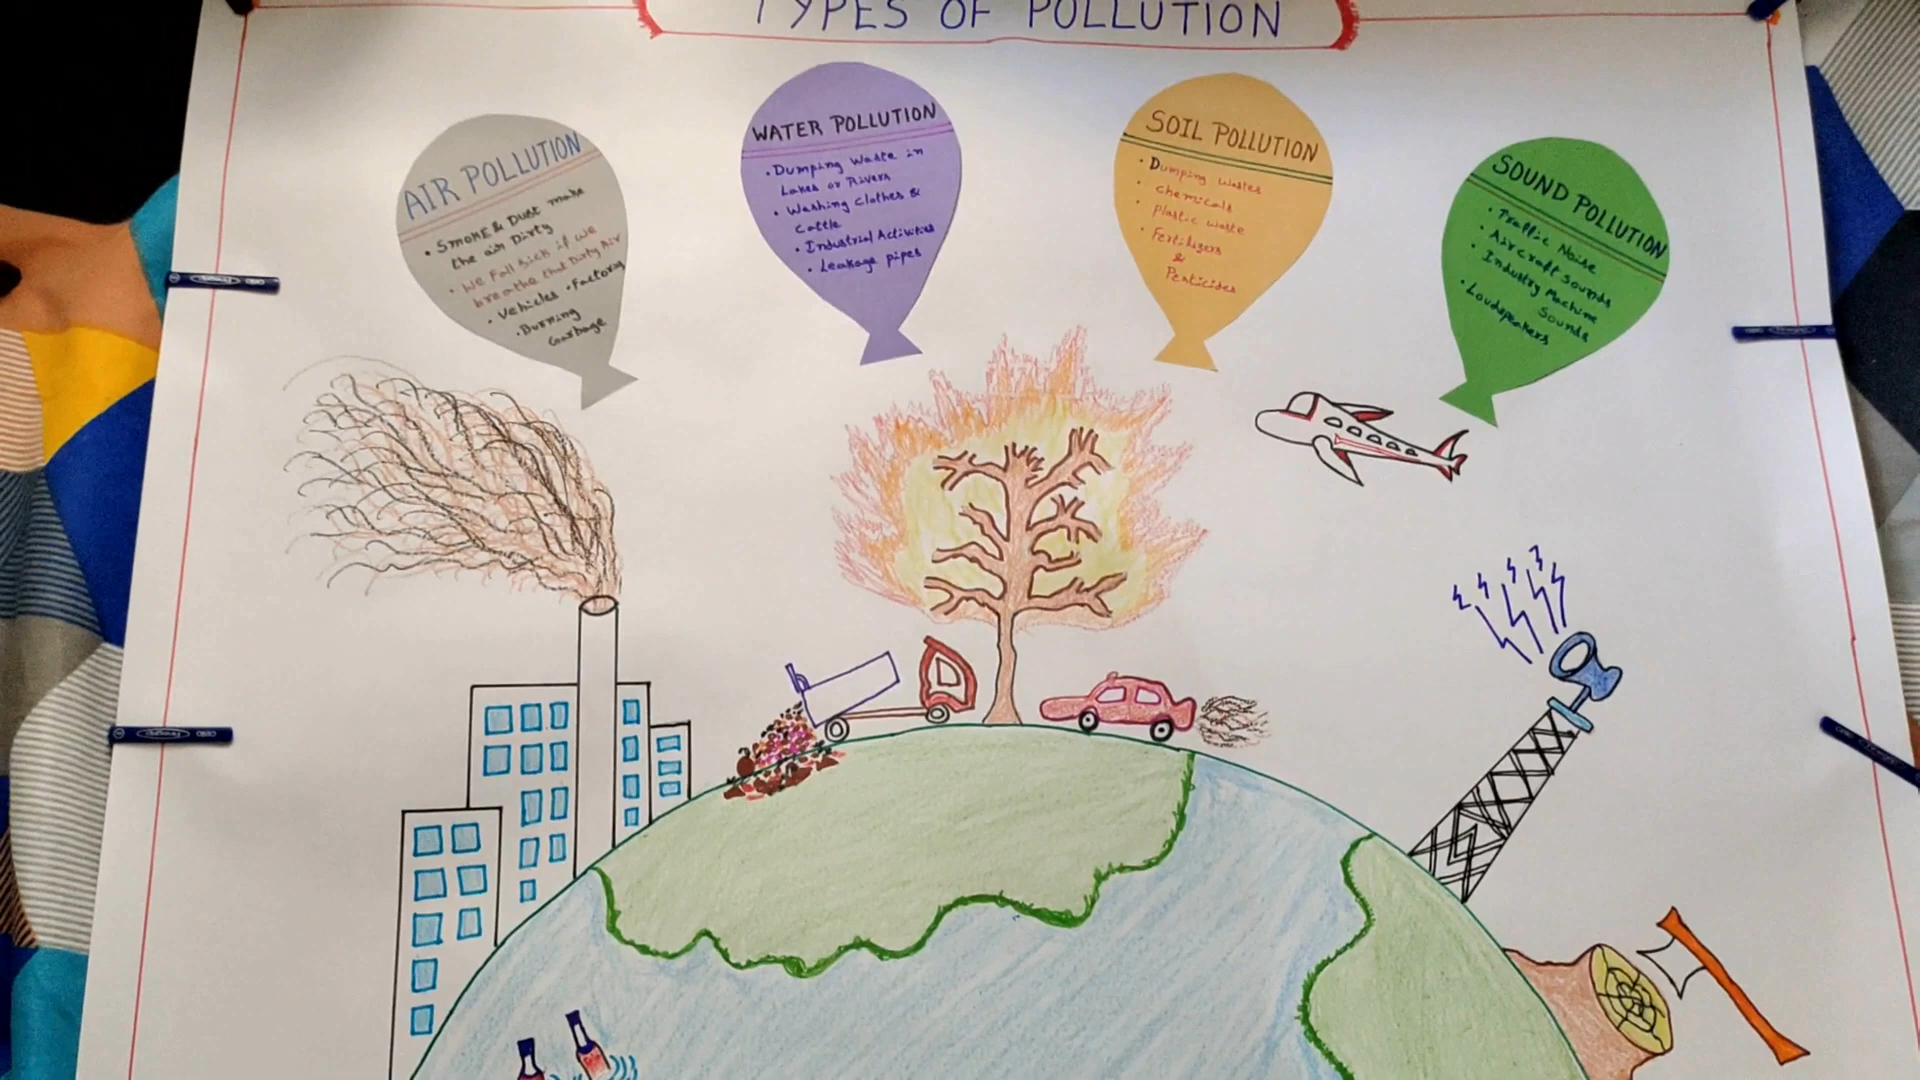 TYPES OF POLLUTION
AIR POLLUTION
• SMOKE & DUST make
the air Dirty
• We Fall Sick if we
breathe that Dirty Air
• Vehicles • Factories
• Burning
Garbage
WATER POLLUTION
• Dumping Waste in
Lakes or Rivers
• Washing Clothes &
Cattle
• Industrial Activities
• Leakage pipes
SOIL POLLUTION
• Dumping wastes
• chemicals
• plastic waste
• Fertilizers
&
Pesticides
SOUND POLLUTION
• Traffic Noise
• Aircraft Sounds
• Industry Machine
Sounds
• Loudspeakers